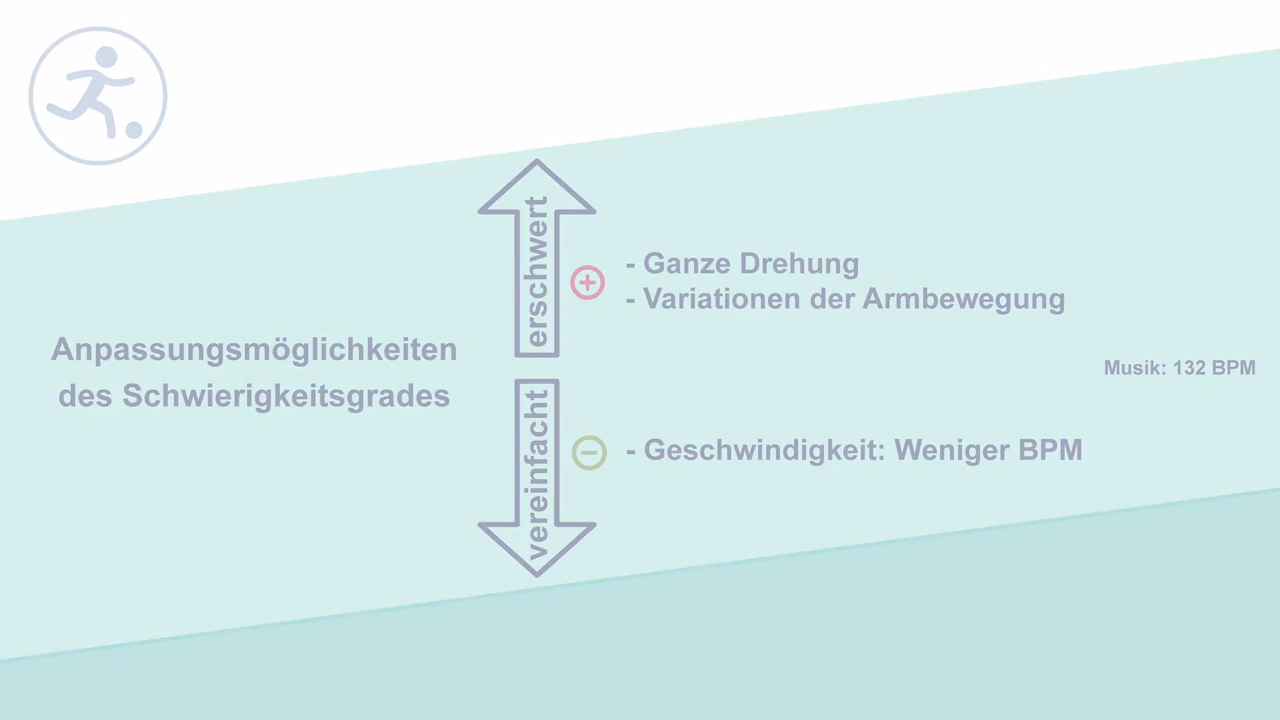 Anpassungsmöglichkeiten
des Schwierigkeitsgrades
erschwert
- Ganze Drehung
- Variationen der Armbewegung
Musik: 132 BPM
vereinfacht
- Geschwindigkeit: Weniger BPM